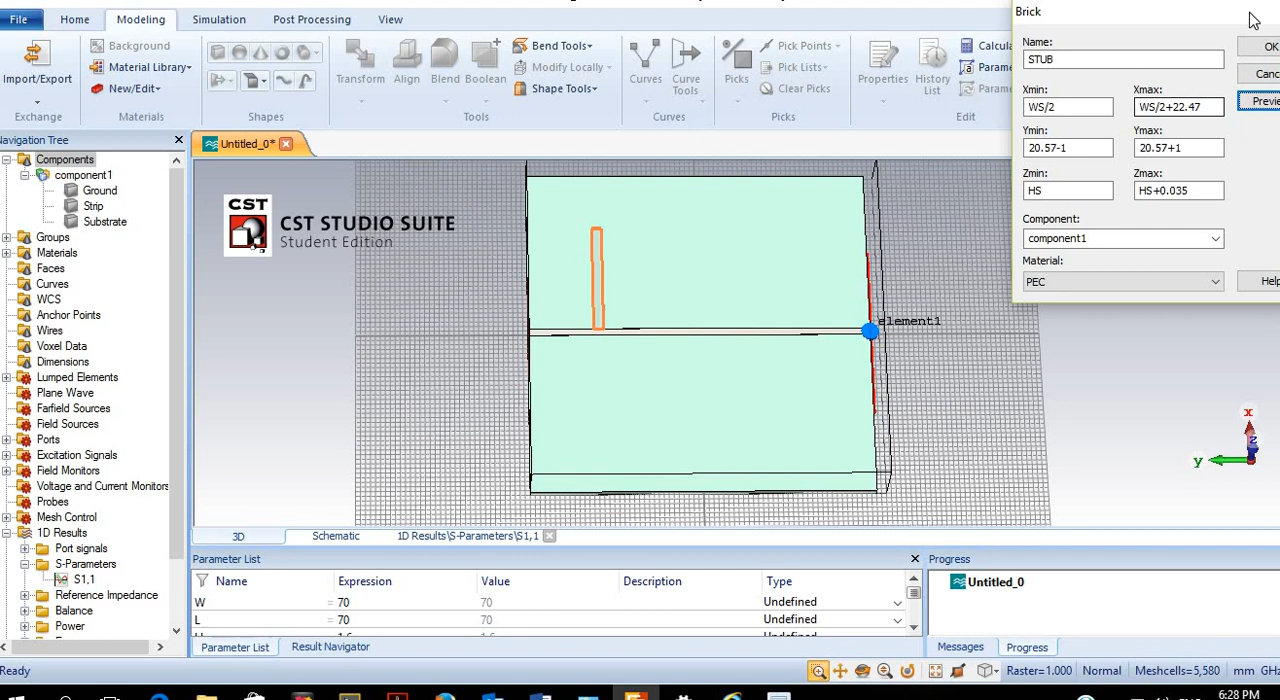 File Home Modeling Simulation Post Processing View
Import/Export
Exchange
Background
Material Library
New/Edit
Materials
Shapes
Transform Align Blend Boolean
Bend Tools
Modify Locally
Shape Tools
Tools
Curves Curve Tools
Curves
Picks
Pick Points
Pick Lists
Clear Picks
Picks
Properties History List
Edit
Brick
Name:
STUB
Xmin: Xmax:
WS/2 WS/2+22.47
Ymin: Ymax:
20.57-1 20.57+1
Zmin: Zmax:
HS HS+0.035
Component:
component1
Material:
PEC
Navigation Tree
Components
component1
Ground
Strip
Substrate
Groups
Materials
Faces
Curves
WCS
Anchor Points
Wires
Voxel Data
Dimensions
Lumped Elements
Plane Wave
Farfield Sources
Field Sources
Ports
Excitation Signals
Field Monitors
Voltage and Current Monitors
Probes
Mesh Control
1D Results
Port signals
S-Parameters
S1,1
Reference Impedance
Balance
Power
Untitled_0*
CST
CST STUDIO SUITE
Student Edition
element1
x
y
z
3D Schematic 1D Results\S-Parameters\S1,1
Parameter List
Name Expression Value Description Type
W = 70 70 Undefined
L = 70 70 Undefined
Parameter List Result Navigator
Progress
Untitled_0
Messages Progress
Ready
Raster=1.000 Normal Meshcells=5,580 mm GHz
6:28 PM